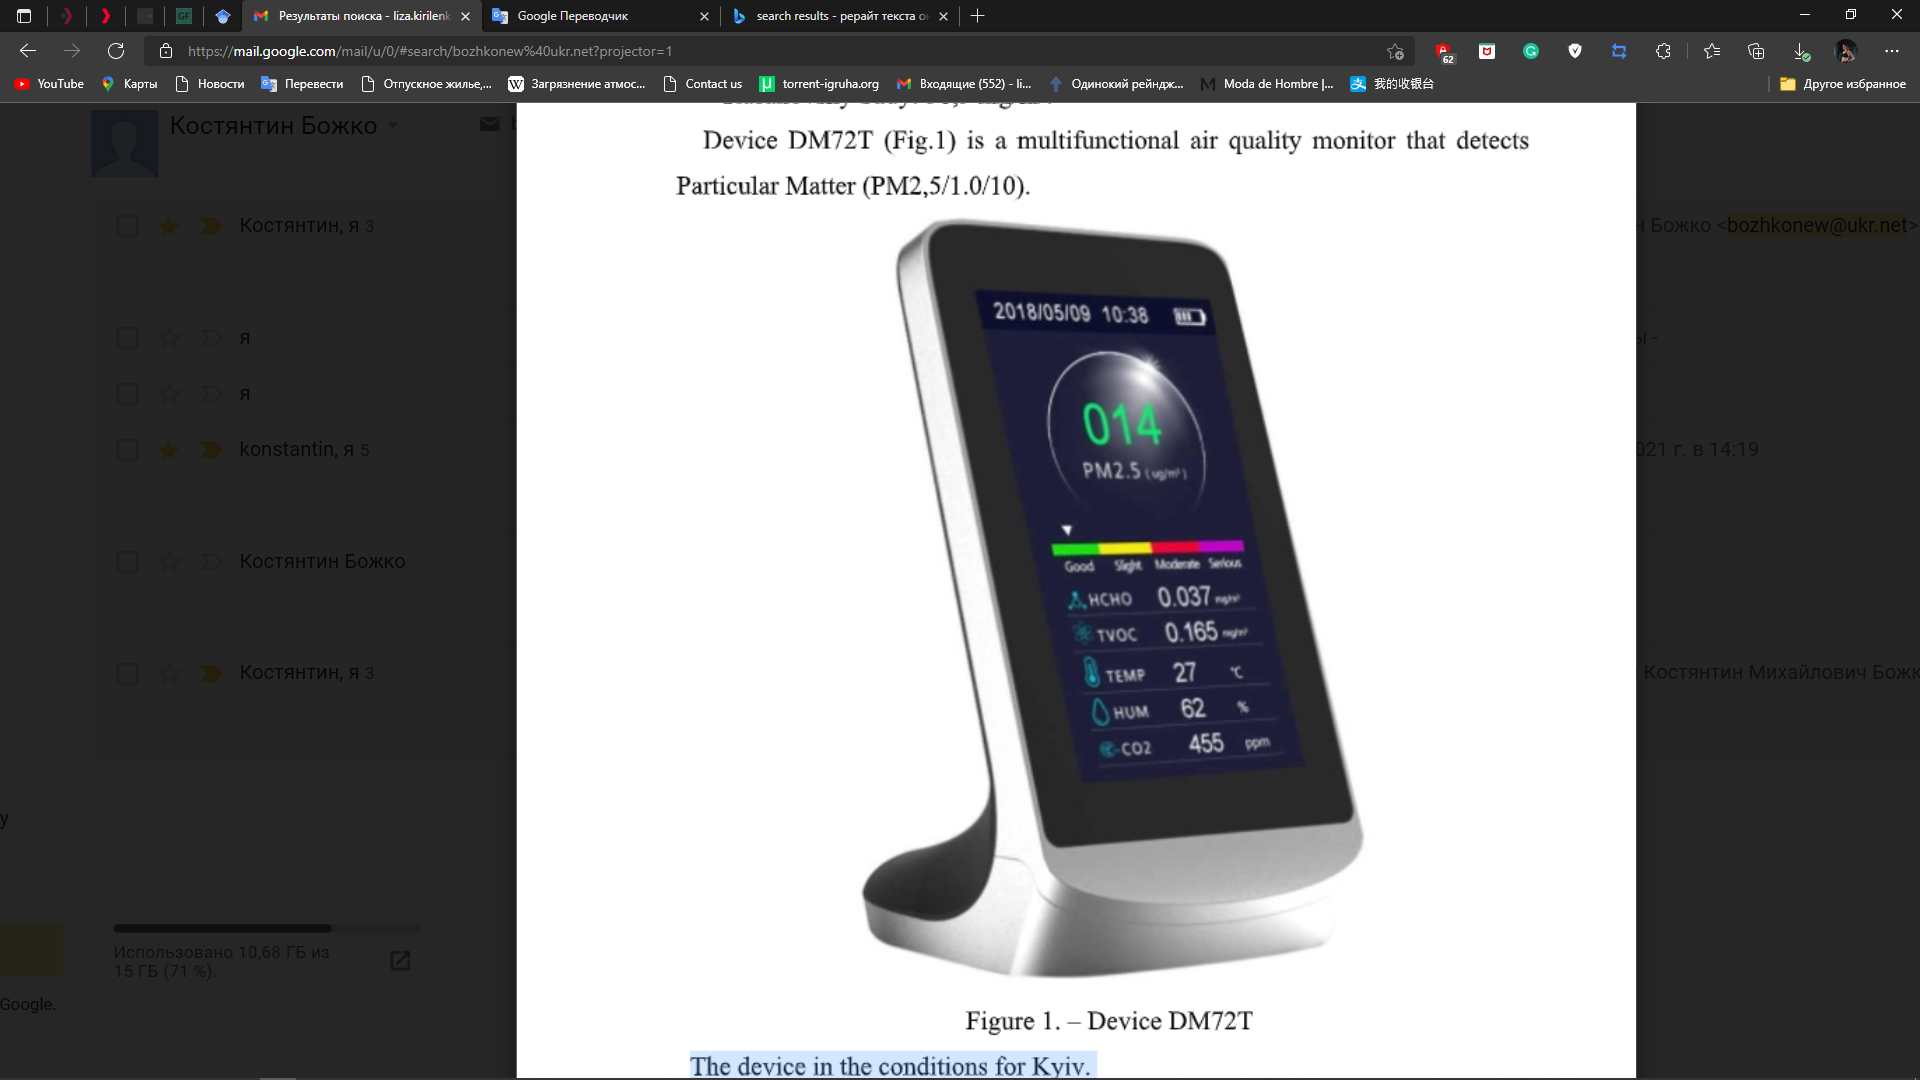 Результаты поиска - liza.kirilenk
Google Переводчик
search results - рерайт текста о
https://mail.google.com/mail/u/0/#search/bozhkonew%40ukr.net?projector=1
62
YouTube
Карты
Новости
Перевести
Отпускное жилье,...
Загрязнение атмос...
Contact us
torrent-igruha.org
Входящие (552) - li...
Одинокий рейндж...
Moda de Hombre |...
我的收银台
Другое избранное
Костянтин Божко
Device DM72T (Fig.1) is a multifunctional air quality monitor that detects
Particular Matter (PM2,5/1.0/10).
Костянтин, я 3
н Божко <bozhkonew@ukr.net>
я
ы -
я
konstantin, я 5
021 г. в 14:19
Костянтин Божко
Костянтин, я 3
Костянтин Михайлович Божк
2018/05/09 10:38
014
PM2.5 (ug/m³)
Good Slight Moderate Serious
HCHO 0.037 mg/m³
TVOC 0.165 mg/m³
TEMP 27 °C
HUM 62 %
CO2 455 ppm
у
Использовано 10,68 ГБ из
15 ГБ (71 %).
Google.
Figure 1. – Device DM72T
The device in the conditions for Kyiv.